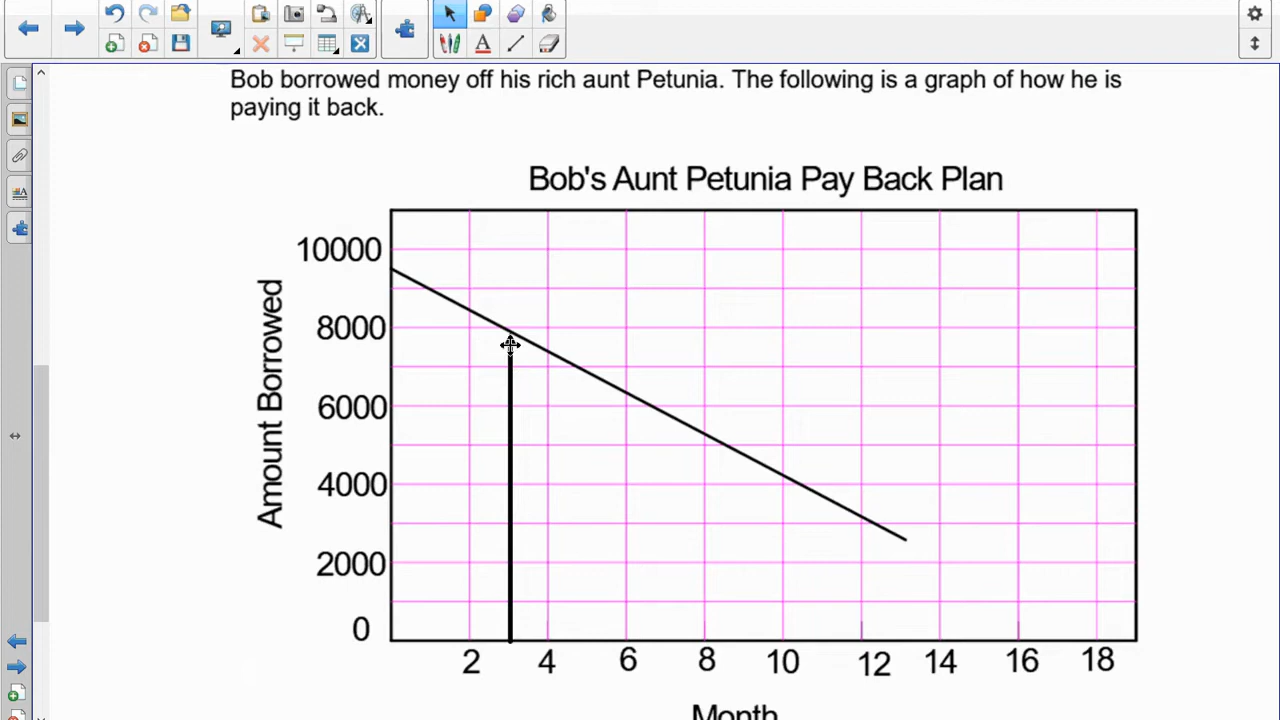 Bob borrowed money off his rich aunt Petunia. The following is a graph of how he is
paying it back.
Bob's Aunt Petunia Pay Back Plan
Amount Borrowed
10000
8000
6000
4000
2000
0
2 4 6 8 10 12 14 16 18
Month